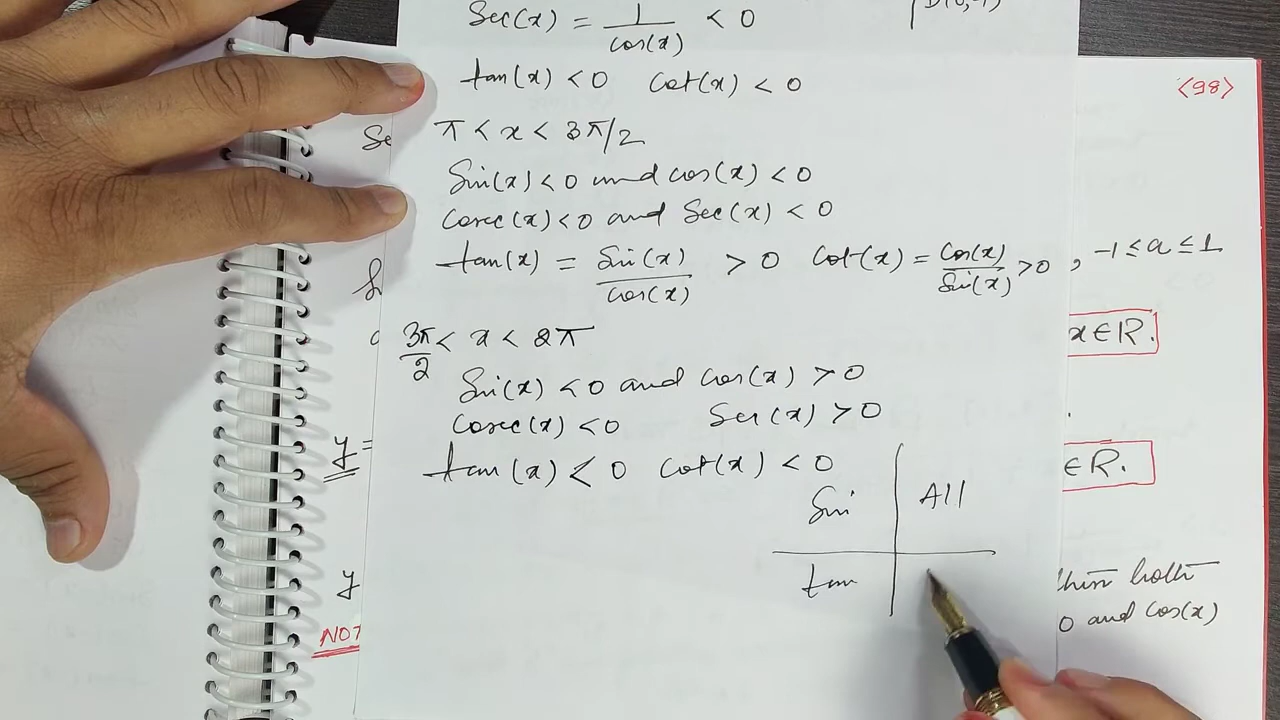 Sec(x) = 1/cos(x) < 0
tan(x) < 0 cot(x) < 0
<98>
π < x < 3π/2
Se
Sin(x) < 0 and cos(x) < 0
Cosec(x) < 0 and Sec(x) < 0
tan(x) = Sin(x)/cos(x) > 0 Cot(x) = Cos(x)/Sin(x) > 0 , -1 ≤ a ≤ 1
3π/2 < x < 2π
x ∈ R.
Sin(x) < 0 and cos(x) > 0
Cosec(x) < 0 Sec(x) > 0
y =
tan(x) < 0 cot(x) < 0
∈ R.
Sin All
tan
y
both
0 and cos(x)
NOT